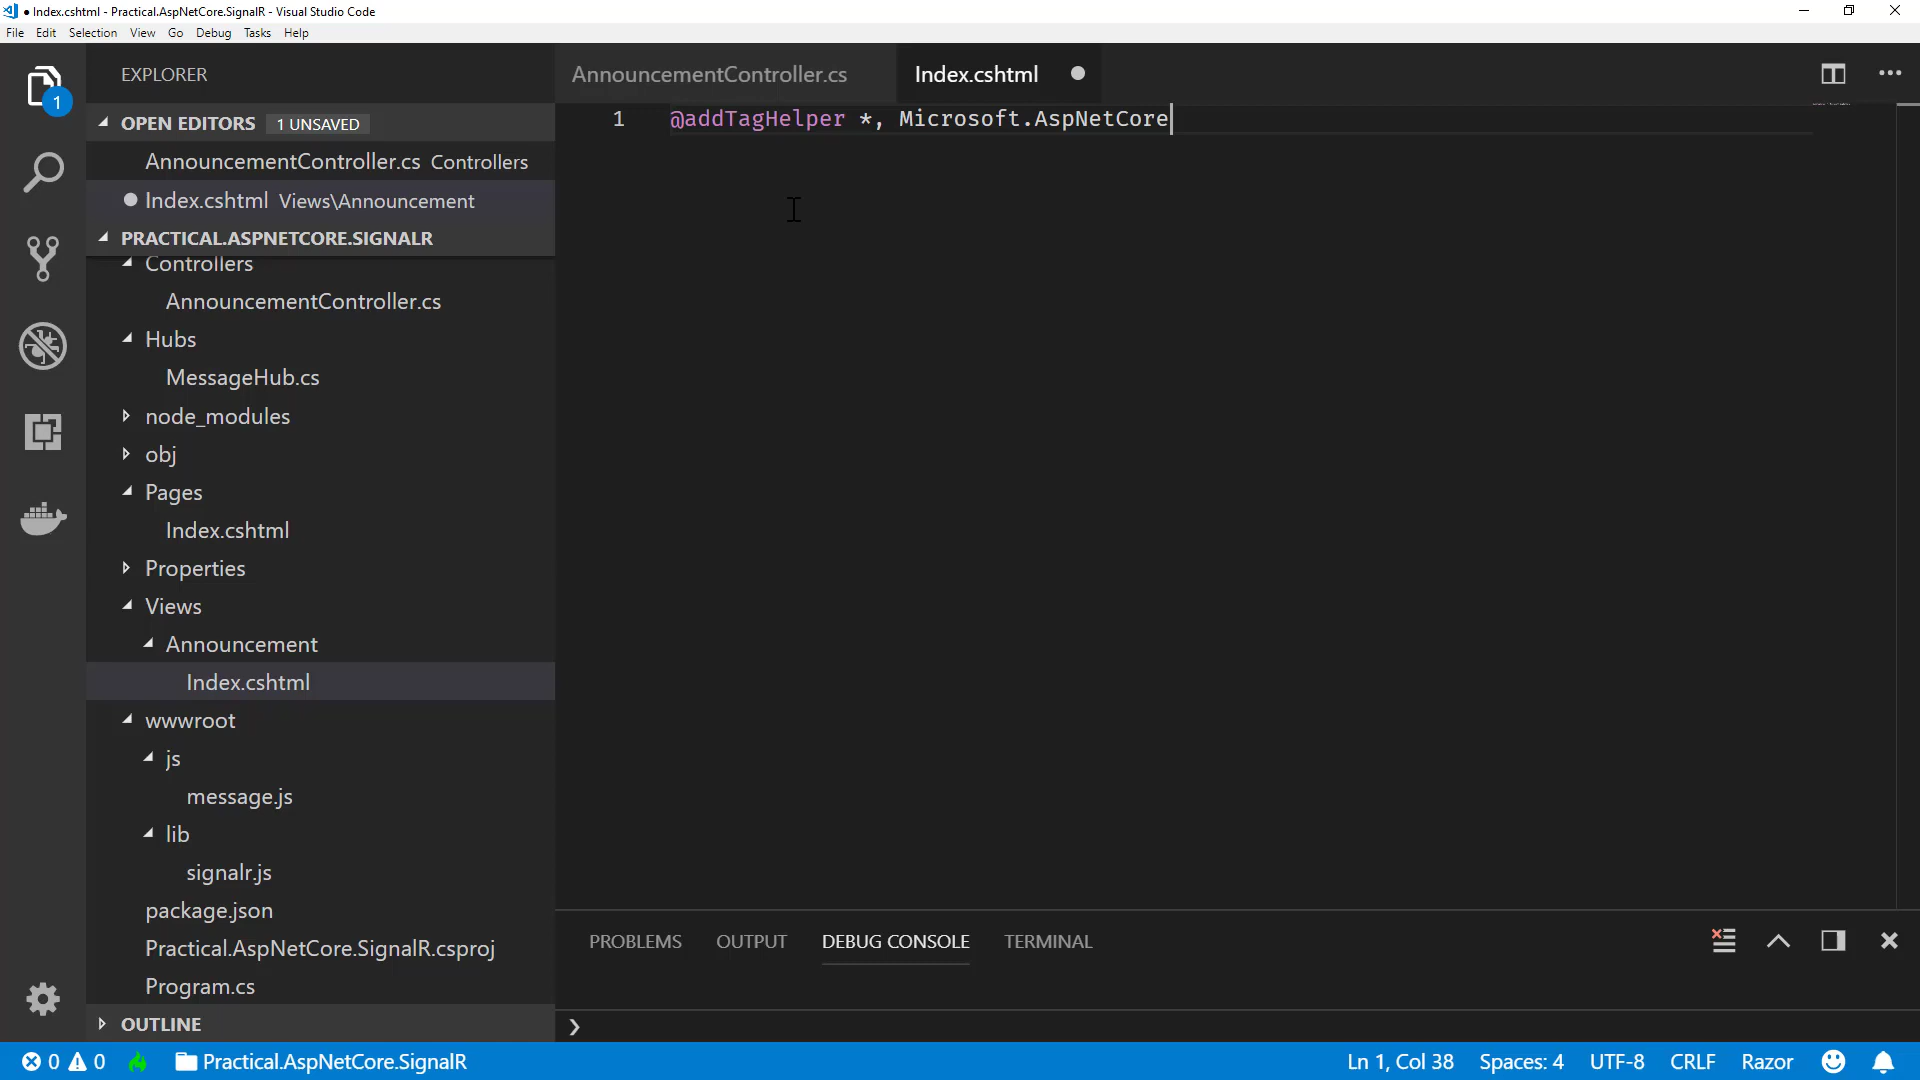 ● Index.cshtml - Practical.AspNetCore.SignalR - Visual Studio Code
File Edit Selection View Go Debug Tasks Help
EXPLORER
AnnouncementController.cs Index.cshtml
1
OPEN EDITORS 1 UNSAVED
AnnouncementController.cs Controllers
Index.cshtml Views\Announcement
PRACTICAL.ASPNETCORE.SIGNALR
Controllers
AnnouncementController.cs
Hubs
MessageHub.cs
node_modules
obj
Pages
Index.cshtml
Properties
Views
Announcement
Index.cshtml
wwwroot
js
message.js
lib
signalr.js
package.json
Practical.AspNetCore.SignalR.csproj
Program.cs
OUTLINE
1 @addTagHelper *, Microsoft.AspNetCore
PROBLEMS OUTPUT DEBUG CONSOLE TERMINAL
0 0 Practical.AspNetCore.SignalR Ln 1, Col 38 Spaces: 4 UTF-8 CRLF Razor